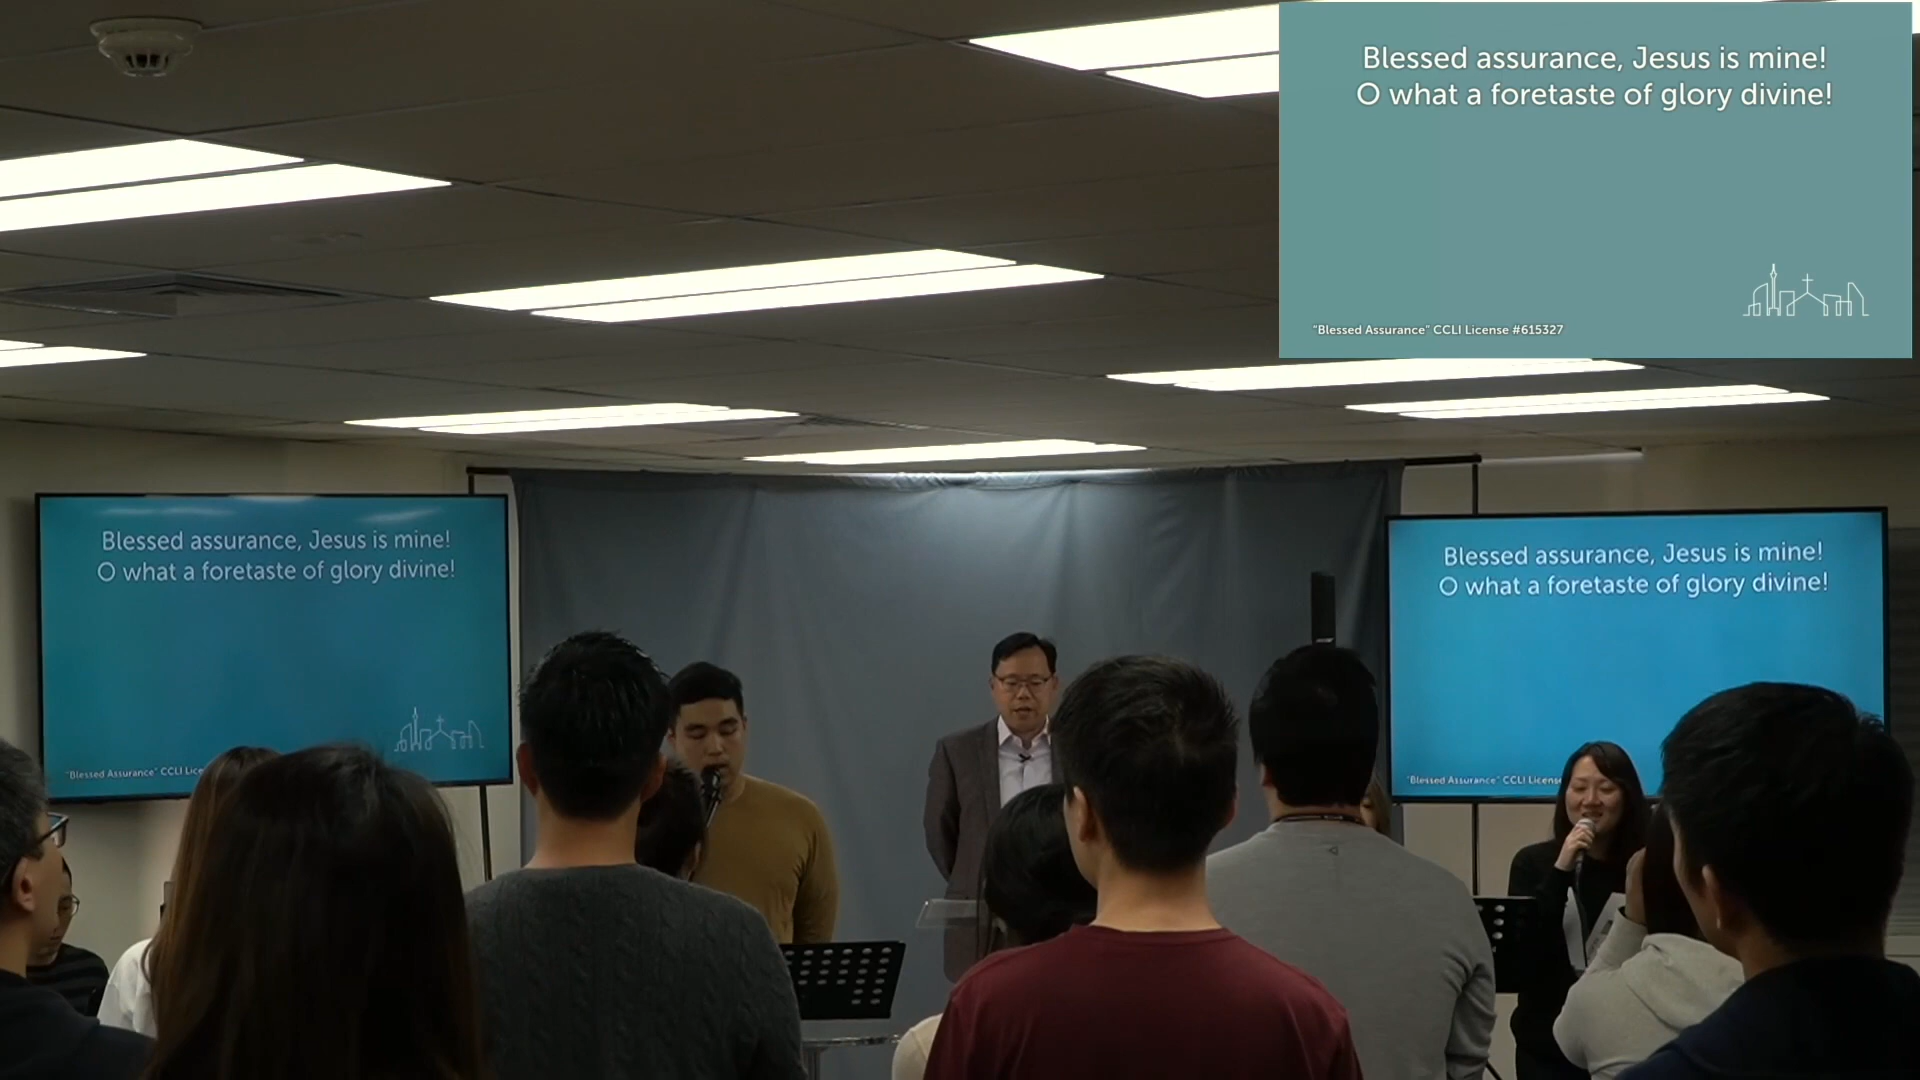 Blessed assurance, Jesus is mine!
O what a foretaste of glory divine!
"Blessed Assurance" CCLI License #615327
Blessed assurance, Jesus is mine!
O what a foretaste of glory divine!
"Blessed Assurance" CCLI Lice
Blessed assurance, Jesus is mine!
O what a foretaste of glory divine!
"Blessed Assurance" CCLI License